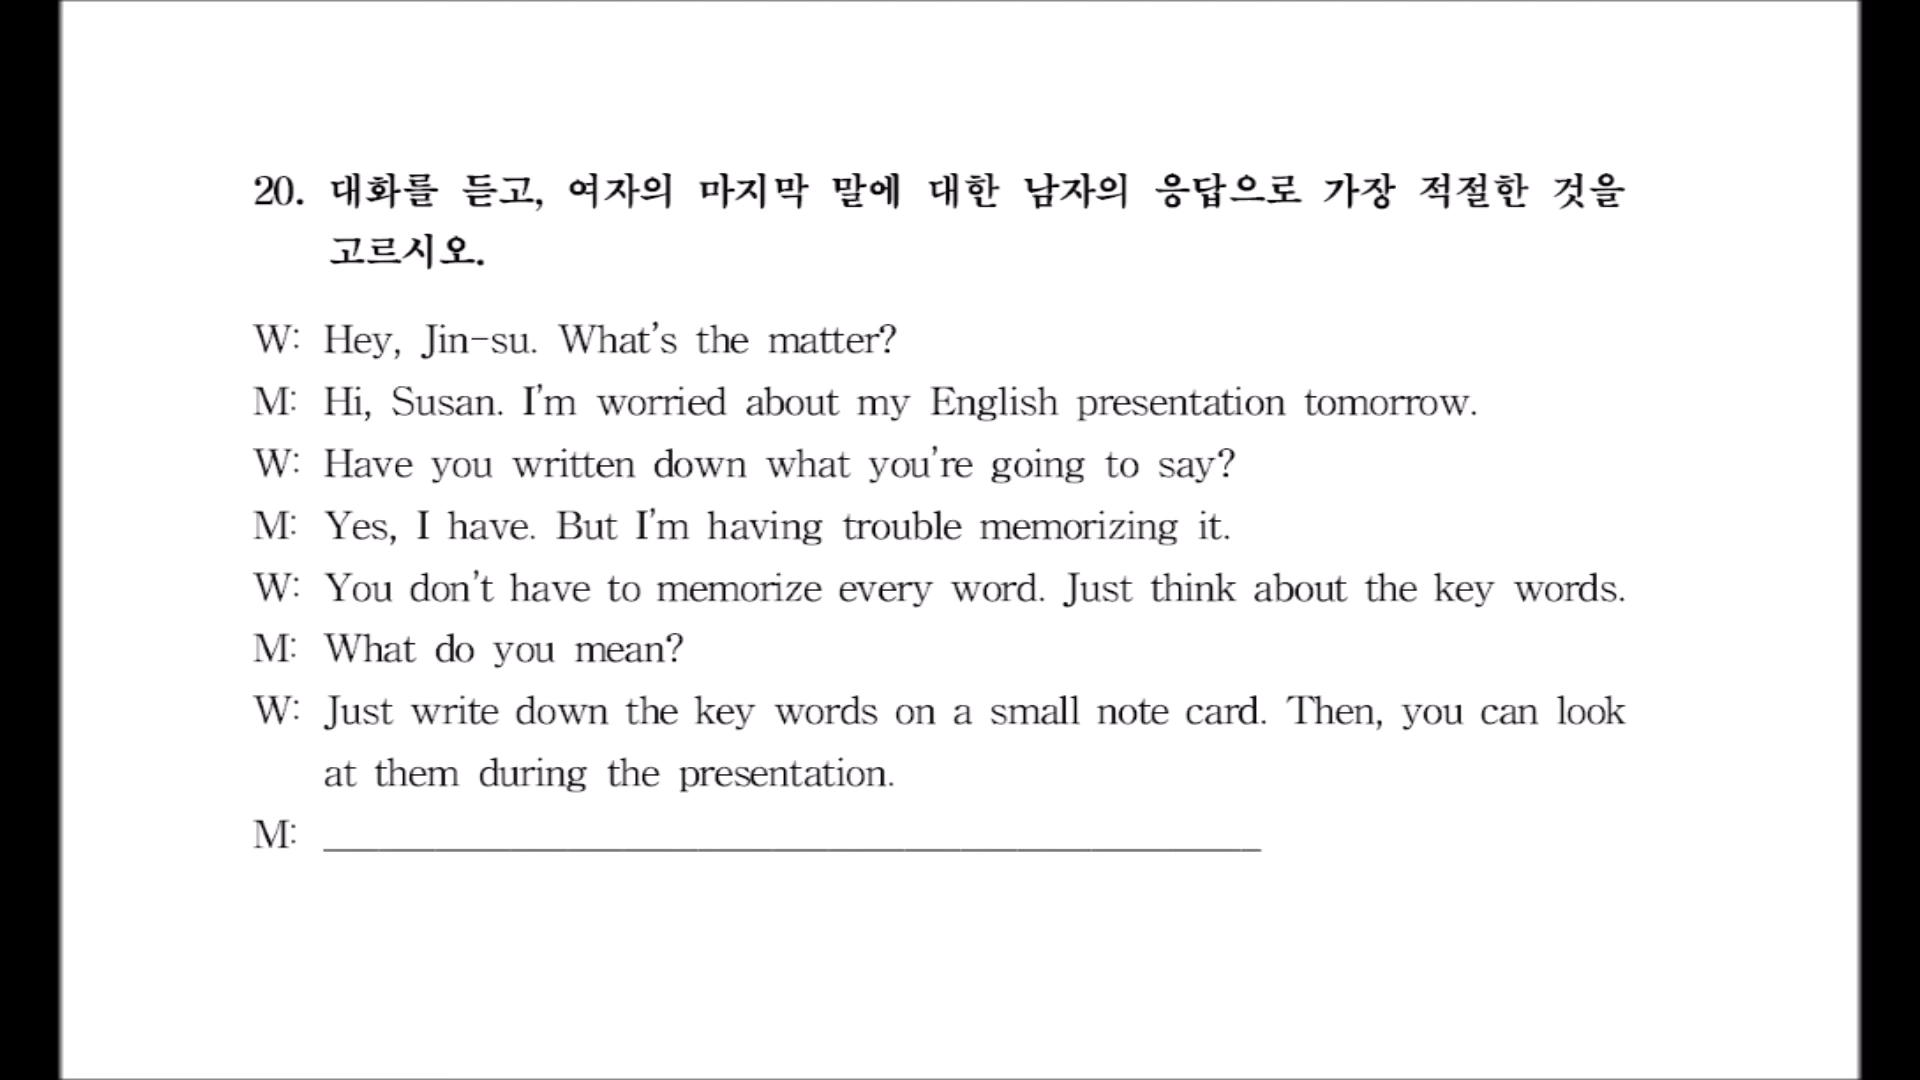 20. 대화를 듣고, 여자의 마지막 말에 대한 남자의 응답으로 가장 적절한 것을
고르시오.
W: Hey, Jin-su. What's the matter?
M: Hi, Susan. I'm worried about my English presentation tomorrow.
W: Have you written down what you're going to say?
M: Yes, I have. But I'm having trouble memorizing it.
W: You don't have to memorize every word. Just think about the key words.
M: What do you mean?
W: Just write down the key words on a small note card. Then, you can look
at them during the presentation.
M: ________________________________________